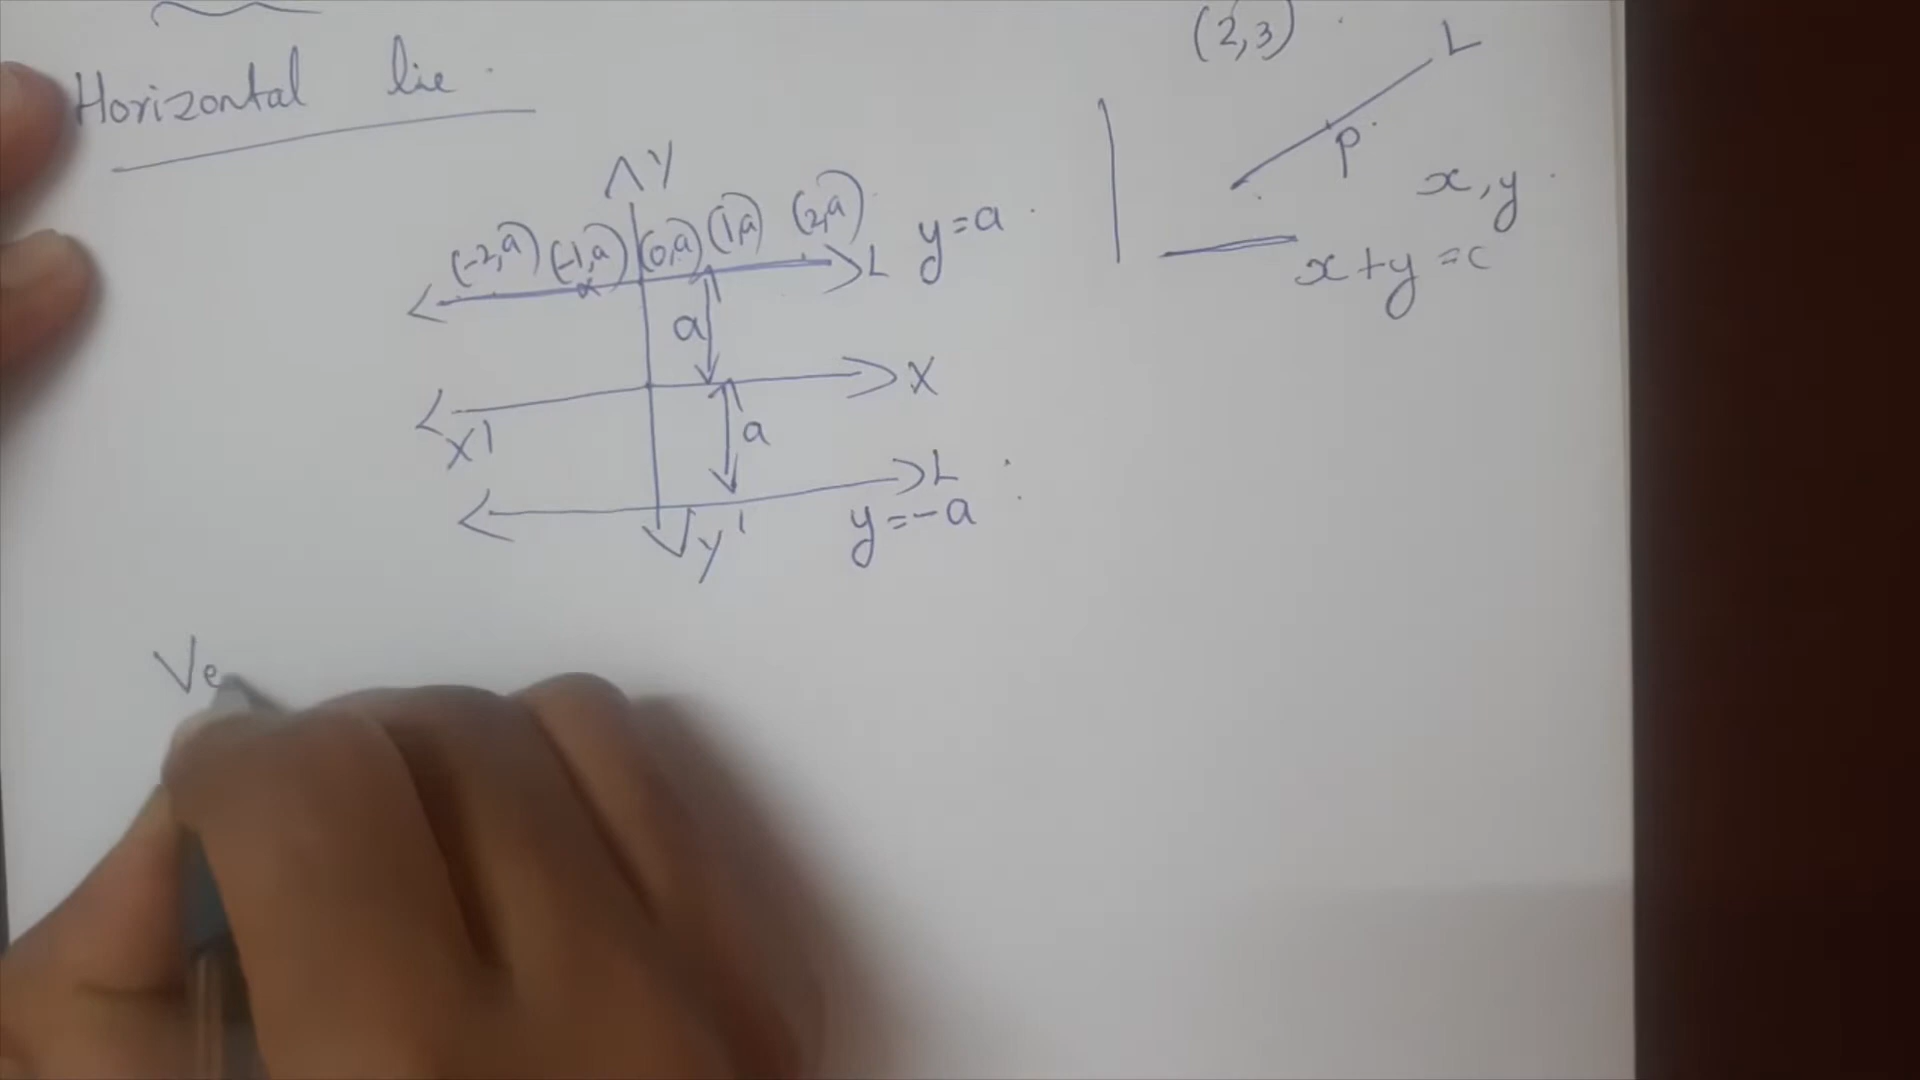 Horizontal lie.
Y
(-2,a) (-1,a) (0,a) (1,a) (2,a)
L y=a
a
X
X'
a
L
y=-a
Y'
(2,3)
L
P
x,y
x+y=c
Ve